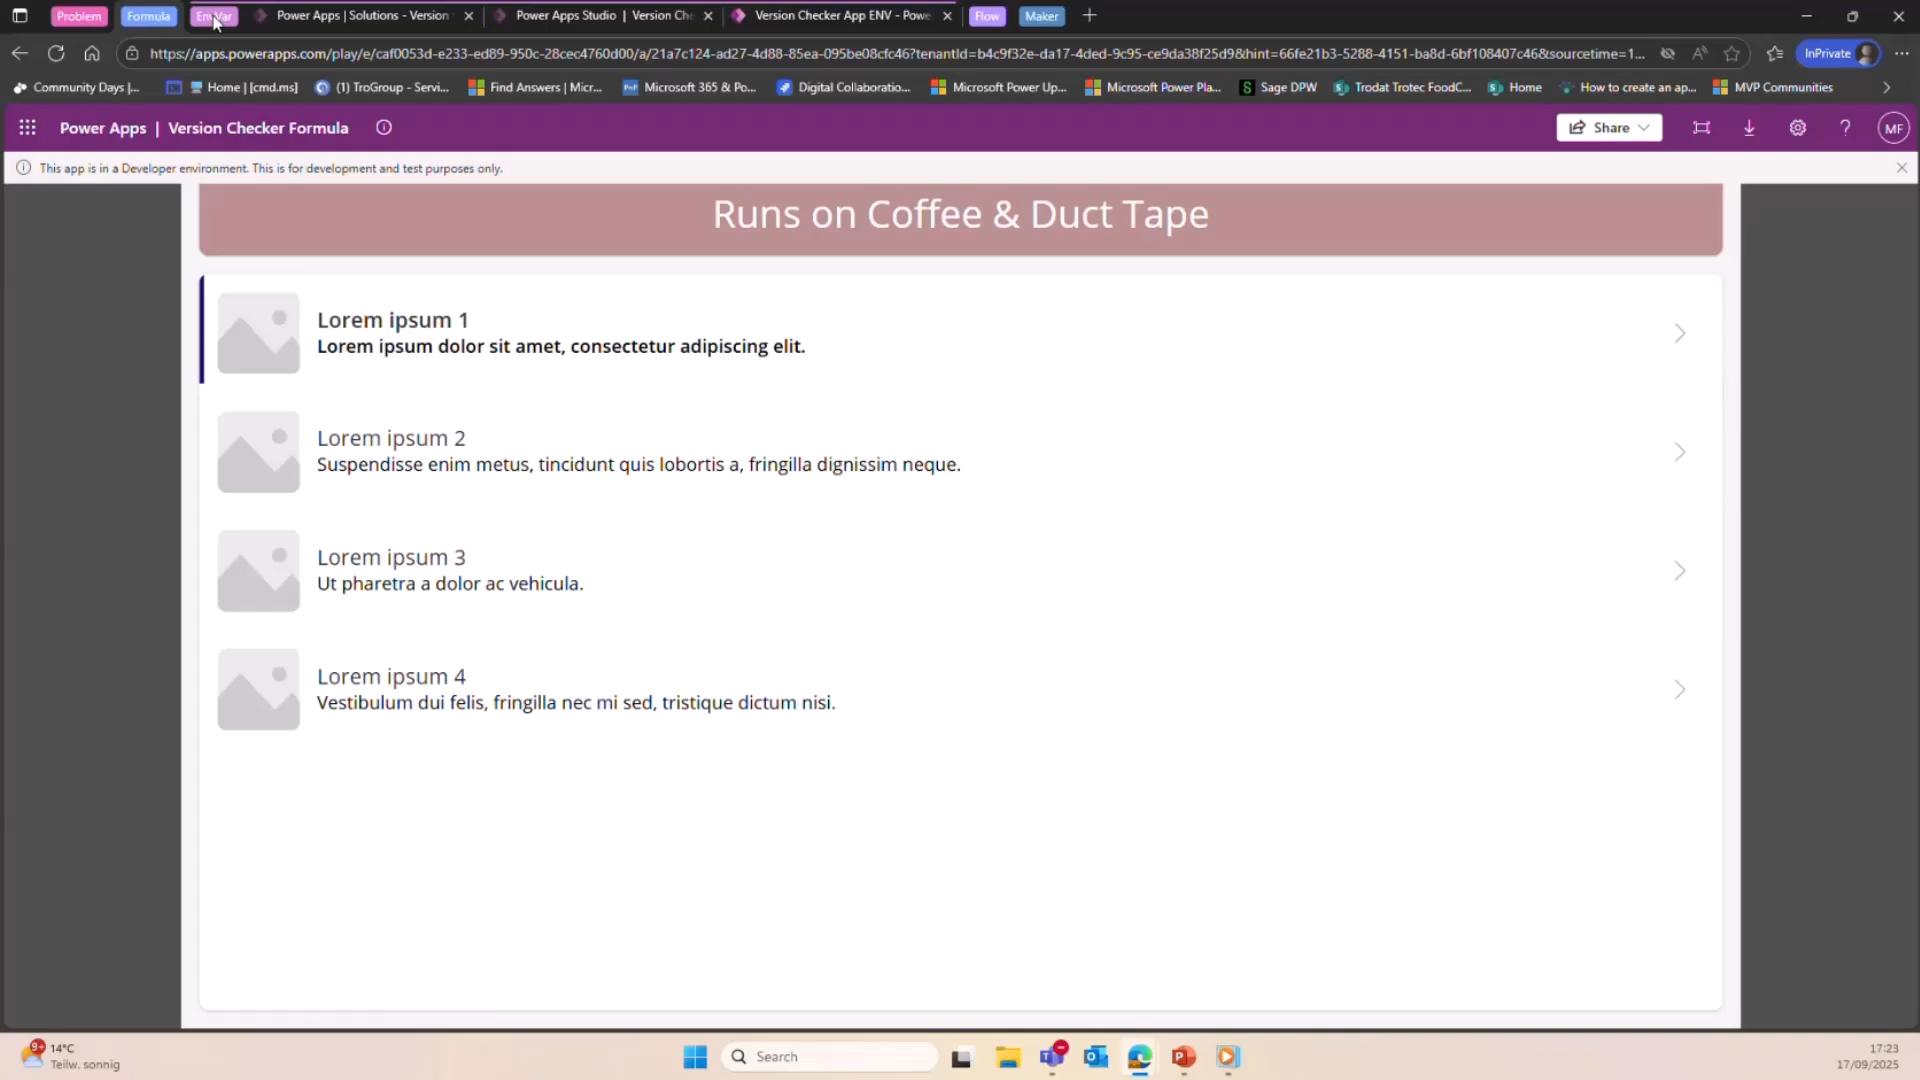 Problem
Formula
EnvVar
Power Apps | Solutions - Version
Power Apps Studio | Version Che
Version Checker App ENV - Powe
Flow
Maker
https://apps.powerapps.com/play/e/caf0053d-e233-ed89-950c-28cec4760d00/a/21a7c124-ad27-4d88-85ea-095be08cfc46?tenantId=b4c9f32e-da17-4ded-9c95-ce9da38f25d9&hint=66fe21b3-5288-4151-ba8d-6bf108407c46&sourcetime=1...
InPrivate
Community Days |...
Home | [cmd.ms]
(1) TroGroup - Servi...
Find Answers | Micr...
Microsoft 365 & Po...
Digital Collaboratio...
Microsoft Power Up...
Microsoft Power Pla...
Sage DPW
Trodat Trotec FoodC...
Home
How to create an ap...
MVP Communities
Power Apps | Version Checker Formula
Share
MF
This app is in a Developer environment. This is for development and test purposes only.
Runs on Coffee & Duct Tape
Lorem ipsum 1
Lorem ipsum dolor sit amet, consectetur adipiscing elit.
Lorem ipsum 2
Suspendisse enim metus, tincidunt quis lobortis a, fringilla dignissim neque.
Lorem ipsum 3
Ut pharetra a dolor ac vehicula.
Lorem ipsum 4
Vestibulum dui felis, fringilla nec mi sed, tristique dictum nisi.
9+
14°C
Teilw. sonnig
Search
17:23
17/09/2025